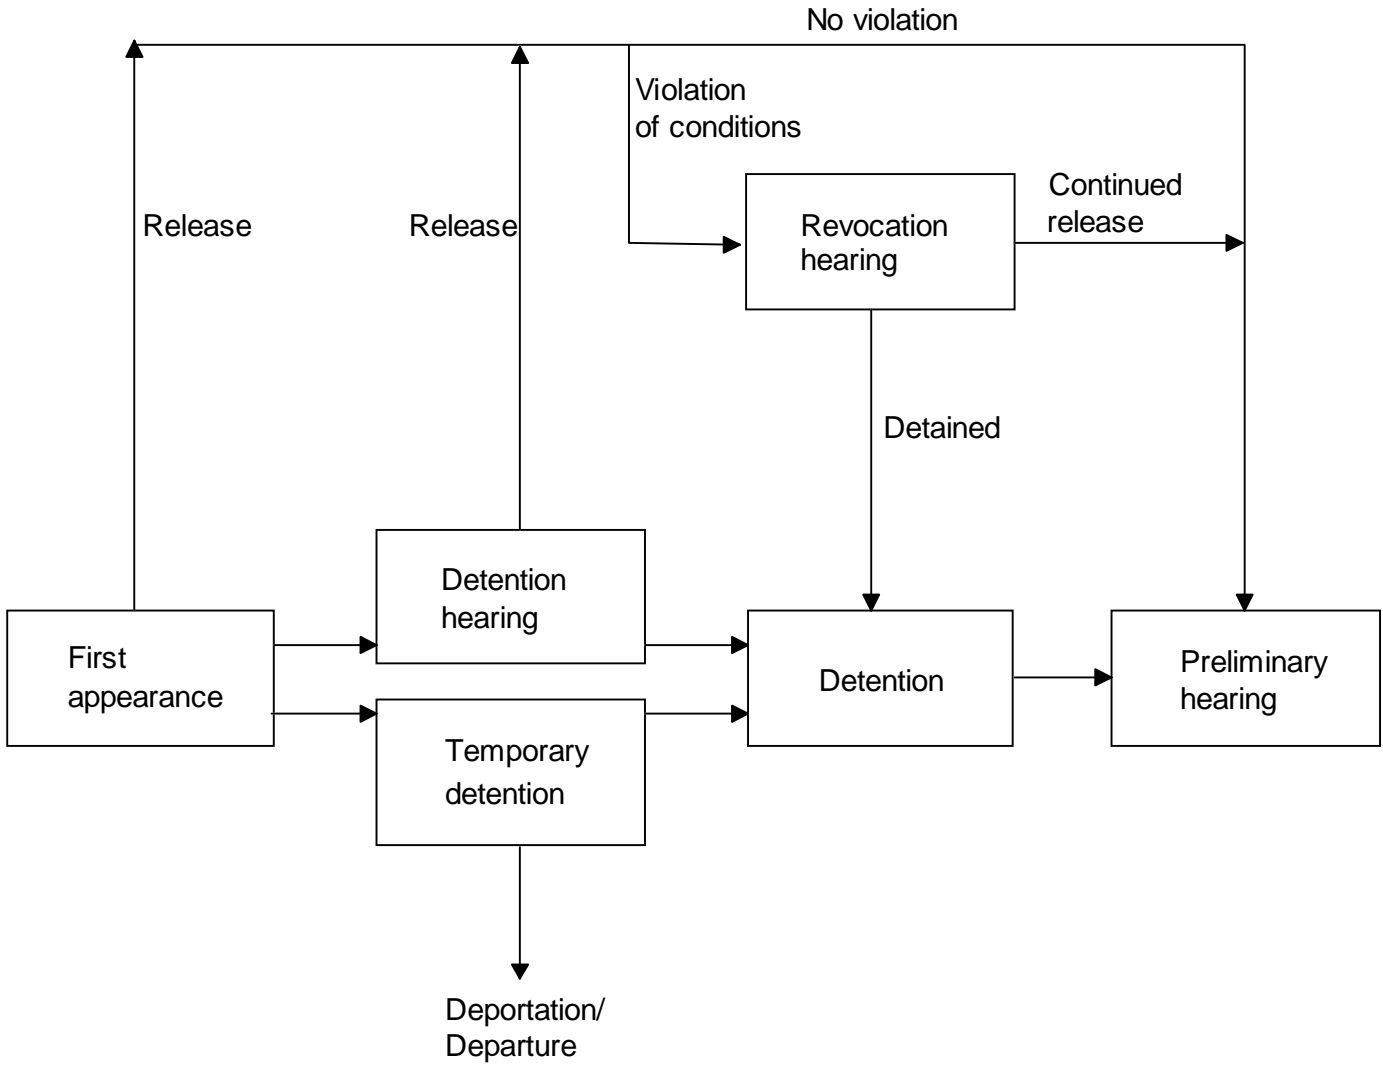 No violation
Violation
of conditions
Continued
release
Release
Release
Revocation
hearing
Detained
Detention
hearing
First
appearance
Detention
Preliminary
hearing
Temporary
detention
Deportation/
Departure